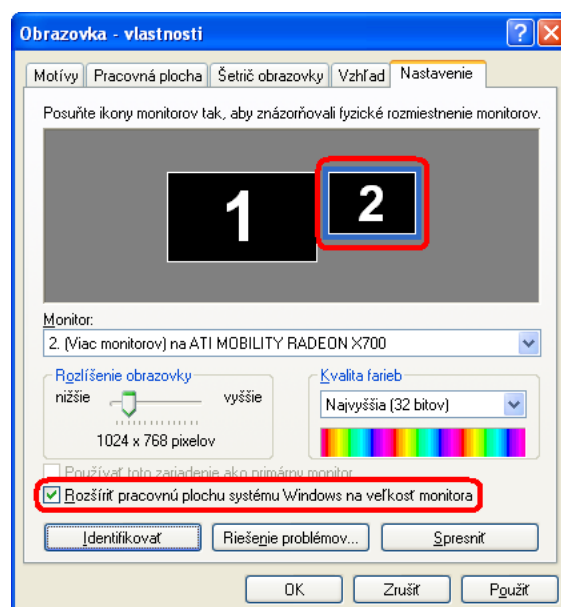 Obrazovka - vlastnosti
Motívy Pracovná plocha Šetrič obrazovky Vzhľad Nastavenie
Posuňte ikony monitorov tak, aby znázorňovali fyzické rozmiestnenie monitorov.
1 2
Monitor:
2. (Viac monitorov) na ATI MOBILITY RADEON X700
Rozlíšenie obrazovky Kvalita farieb
nižšie vyššie Najvyššia (32 bitov)
1024 x 768 pixelov
Používať toto zariadenie ako primárny monitor
Rozšíriť pracovnú plochu systému Windows na veľkosť monitora
Identifikovať Riešenie problémov... Spresniť
OK Zrušiť Použiť